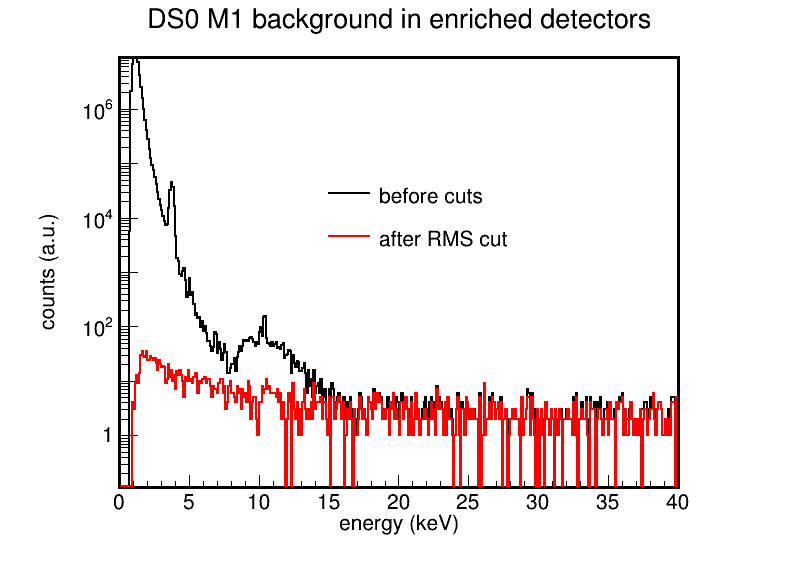 DS0 M1 background in enriched detectors
10^6
10^4
10^2
1
counts (a.u.)
before cuts
after RMS cut
0 5 10 15 20 25 30 35 40
energy (keV)